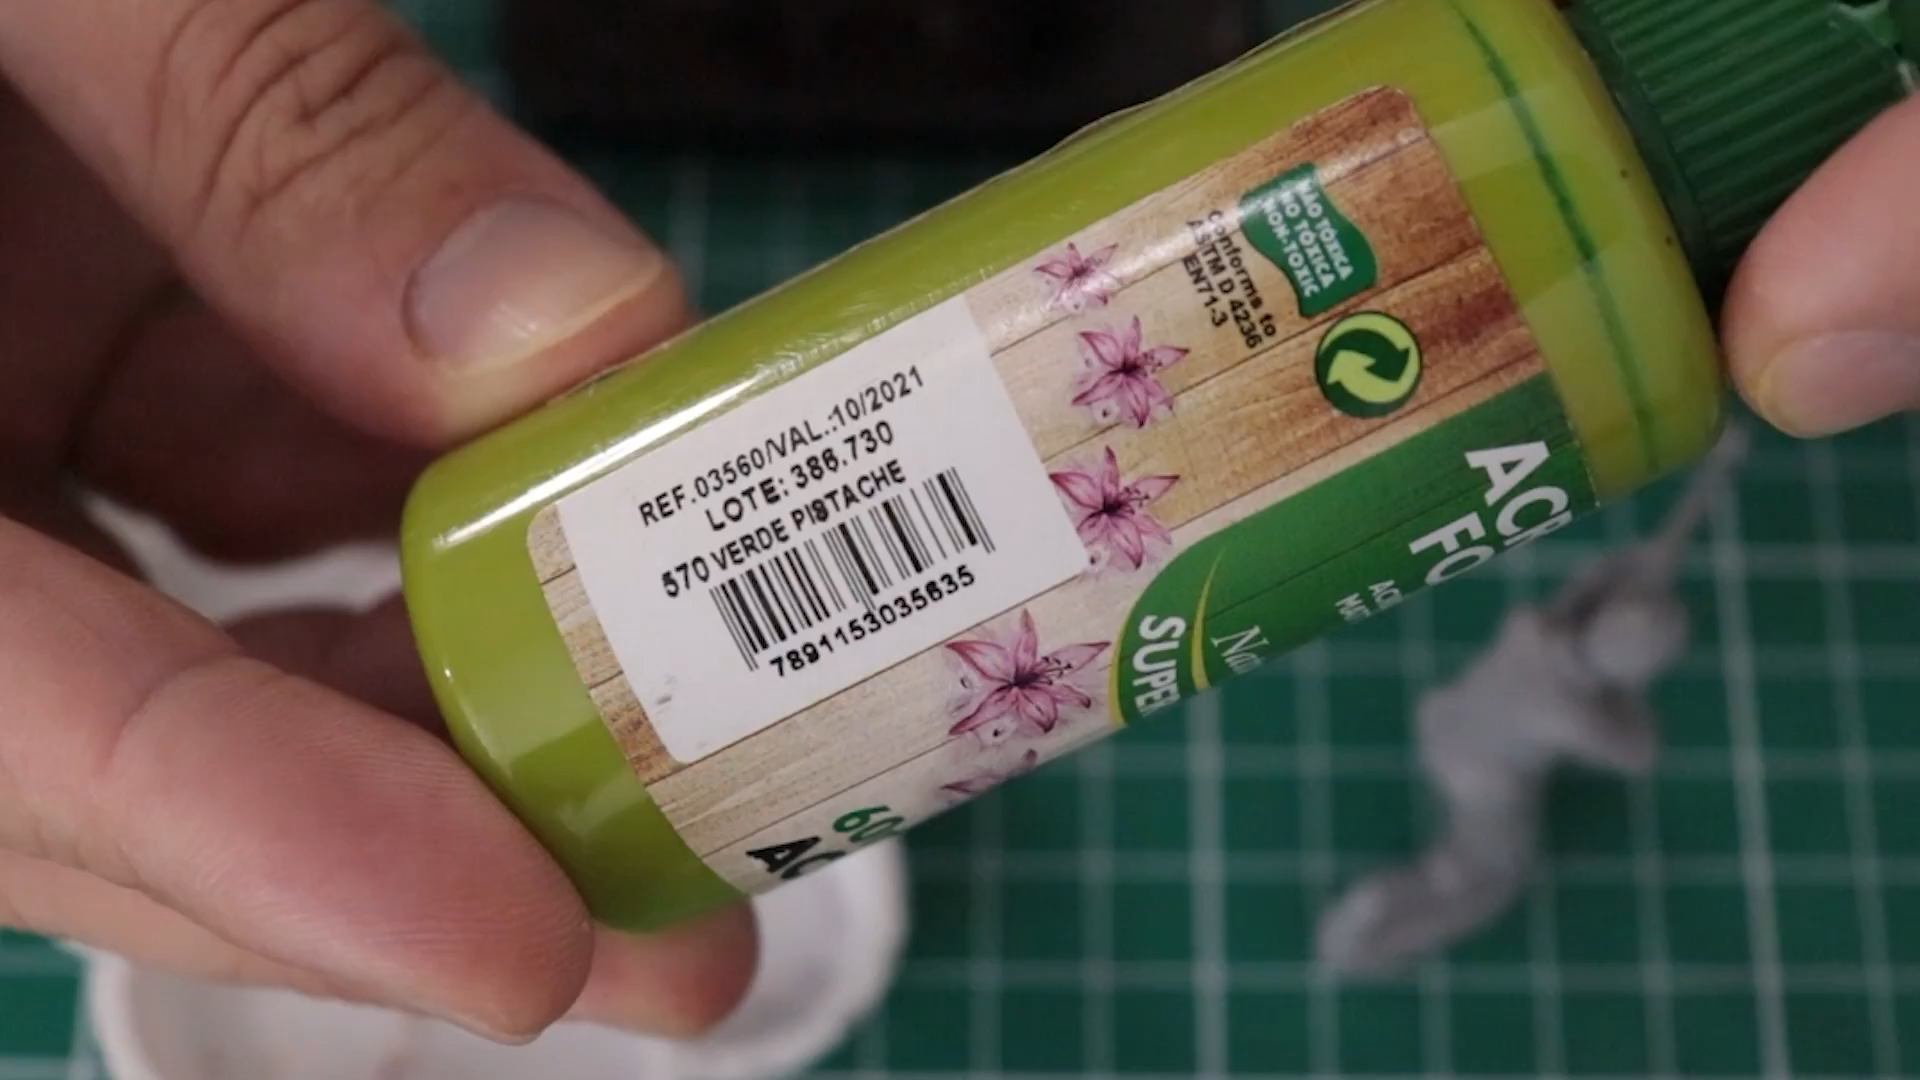 REF.03560/VAL.:10/2021
LOTE: 386.730
570 VERDE PISTACHE
7891153035635
NÃO TÓXICA
NO TÓXICA
NON-TOXIC
Conforms to
ASTM D 4236
EN71-3
SUPER